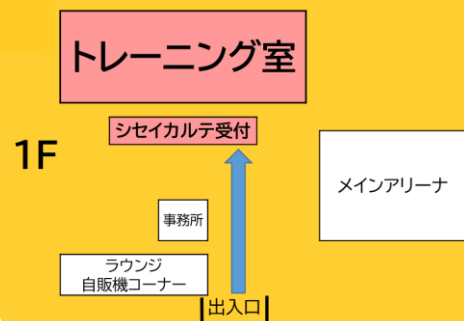 トレーニング室
シセイカルテ受付
1F
メインアリーナ
事務所
ラウンジ
自販機コーナー
出入口